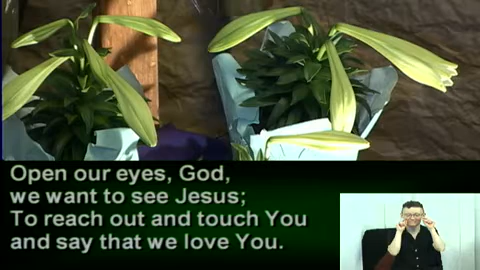 Open our eyes, God,
we want to see Jesus;
To reach out and touch You
and say that we love You.